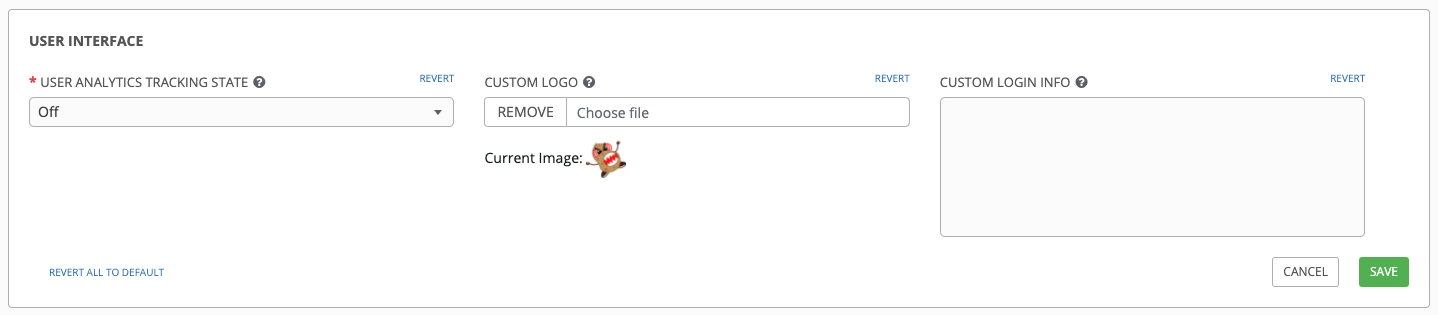 USER INTERFACE
* USER ANALYTICS TRACKING STATE ? REVERT
Off
CUSTOM LOGO ? REVERT
REMOVE Choose file
Current Image:
CUSTOM LOGIN INFO ? REVERT
REVERT ALL TO DEFAULT
CANCEL SAVE